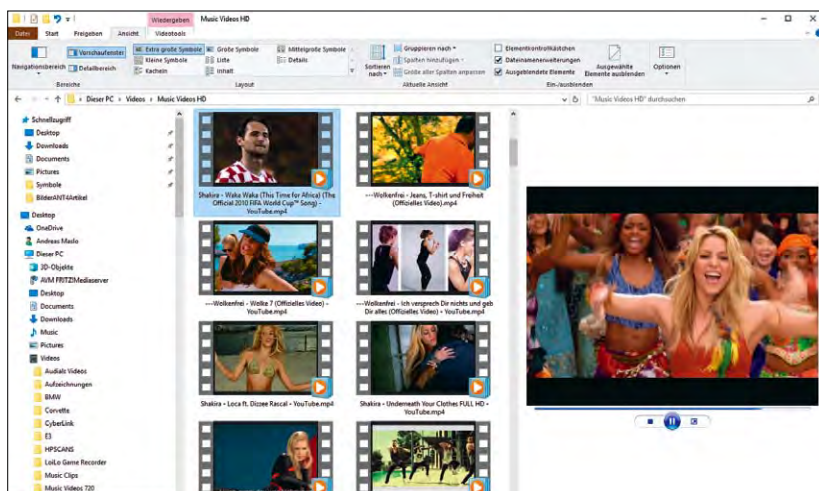 Wiedergeben Music Videos HD
Datei Start Freigeben Ansicht Videotools
Navigationsbereich
Vorschaufenster
Detailbereich
Bereiche
Extra große Symbole Große Symbole Mittelgroße Symbole
Kleine Symbole Liste Details
Kacheln Inhalt
Layout
Sortieren nach
Gruppieren nach
Spalten hinzufügen
Größe aller Spalten anpassen
Aktuelle Ansicht
Elementkontrollkästchen
Dateinamenerweiterungen
Ausgeblendete Elemente
Ausgewählte
Elemente ausblenden
Ein-/ausblenden
Optionen
Dieser PC › Videos › Music Videos HD
"Music Videos HD" durchsuchen
Schnellzugriff
Desktop
Downloads
Documents
Pictures
Symbole
BilderANT4Artikel
Desktop
OneDrive
Andreas Maslo
Dieser PC
3D-Objekte
AVM FRITZ!Mediaserver
Desktop
Documents
Downloads
Music
Pictures
Videos
Audials Videos
Aufzeichnungen
BMW
Corvette
CyberLink
E3
HPSCANS
LoiLo Game Recorder
Music Clips
Music Videos 720
Shakira - Waka Waka (This Time for Africa) (The
Official 2010 FIFA World Cup™ Song) -
YouTube.mp4
---Wolkenfrei - Jeans, T-shirt und Freiheit
(Offizielles Video).mp4
---Wolkenfrei - Wolke 7 (Offizielles Video) -
YouTube.mp4
---Wolkenfrei - Ich versprech Dir nichts und geb
Dir alles (Offizielles Video) - YouTube.mp4
Shakira - Loca ft. Dizzee Rascal - YouTube.mp4
Shakira - Underneath Your Clothes FULL HD -
YouTube.mp4